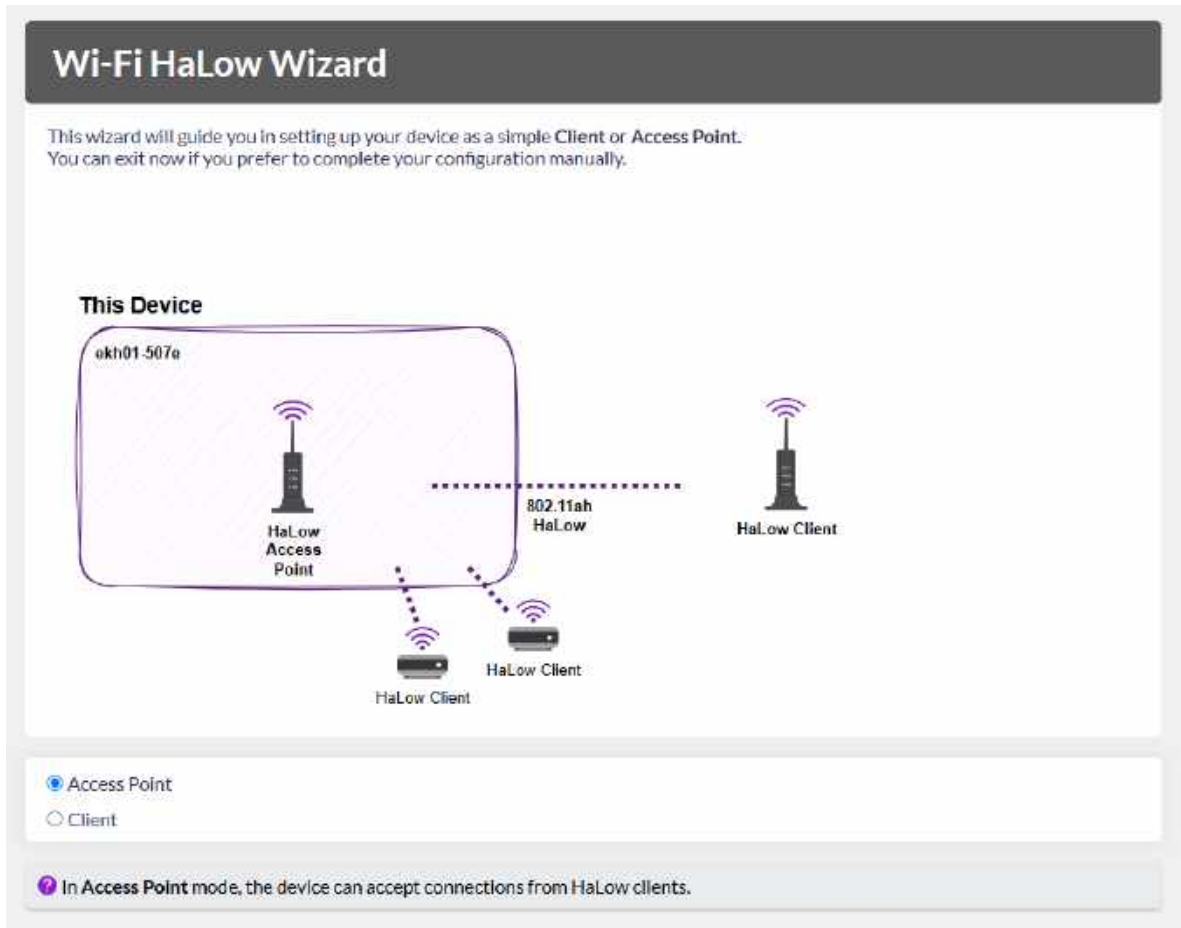 Wi-Fi HaLow Wizard
This wizard will guide you in setting up your device as a simple Client or Access Point.
You can exit now if you prefer to complete your configuration manually.
This Device
ekh01-507e
802.11ah
HaLow
HaLow Client
HaLow
Access
Point
HaLow Client
HaLow Client
Access Point
Client
In Access Point mode, the device can accept connections from HaLow clients.